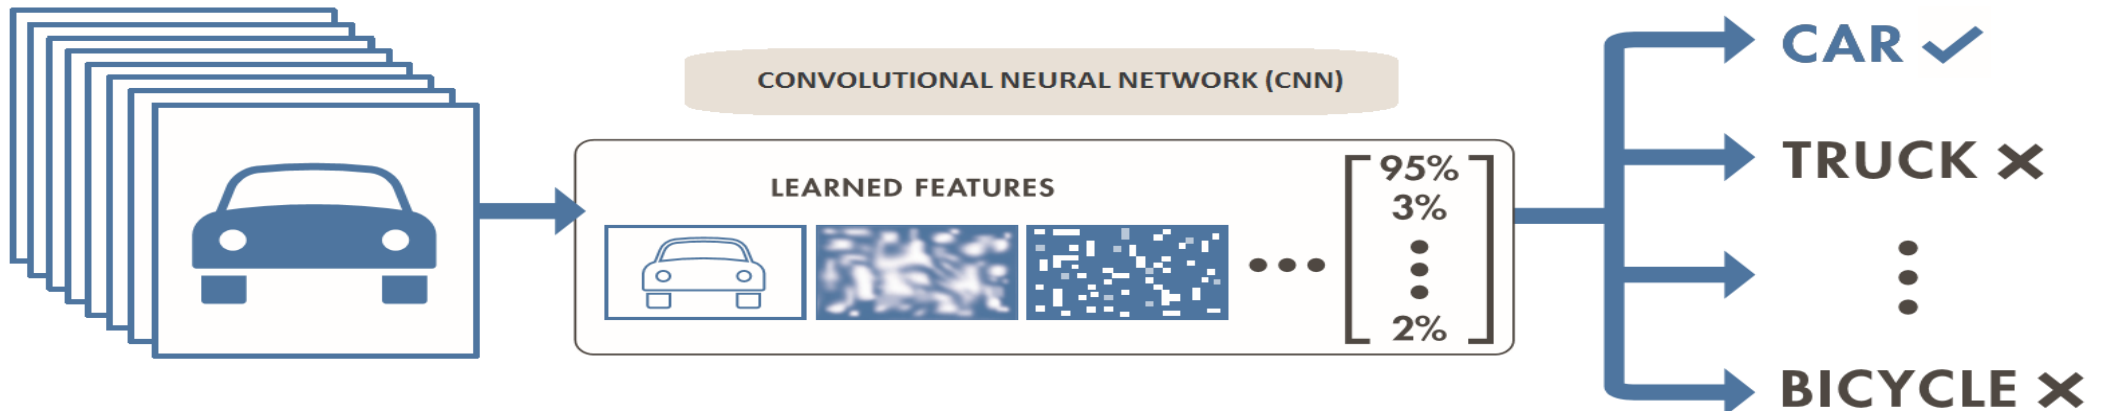 CONVOLUTIONAL NEURAL NETWORK (CNN)
LEARNED FEATURES
95%
3%
2%
CAR
TRUCK
BICYCLE